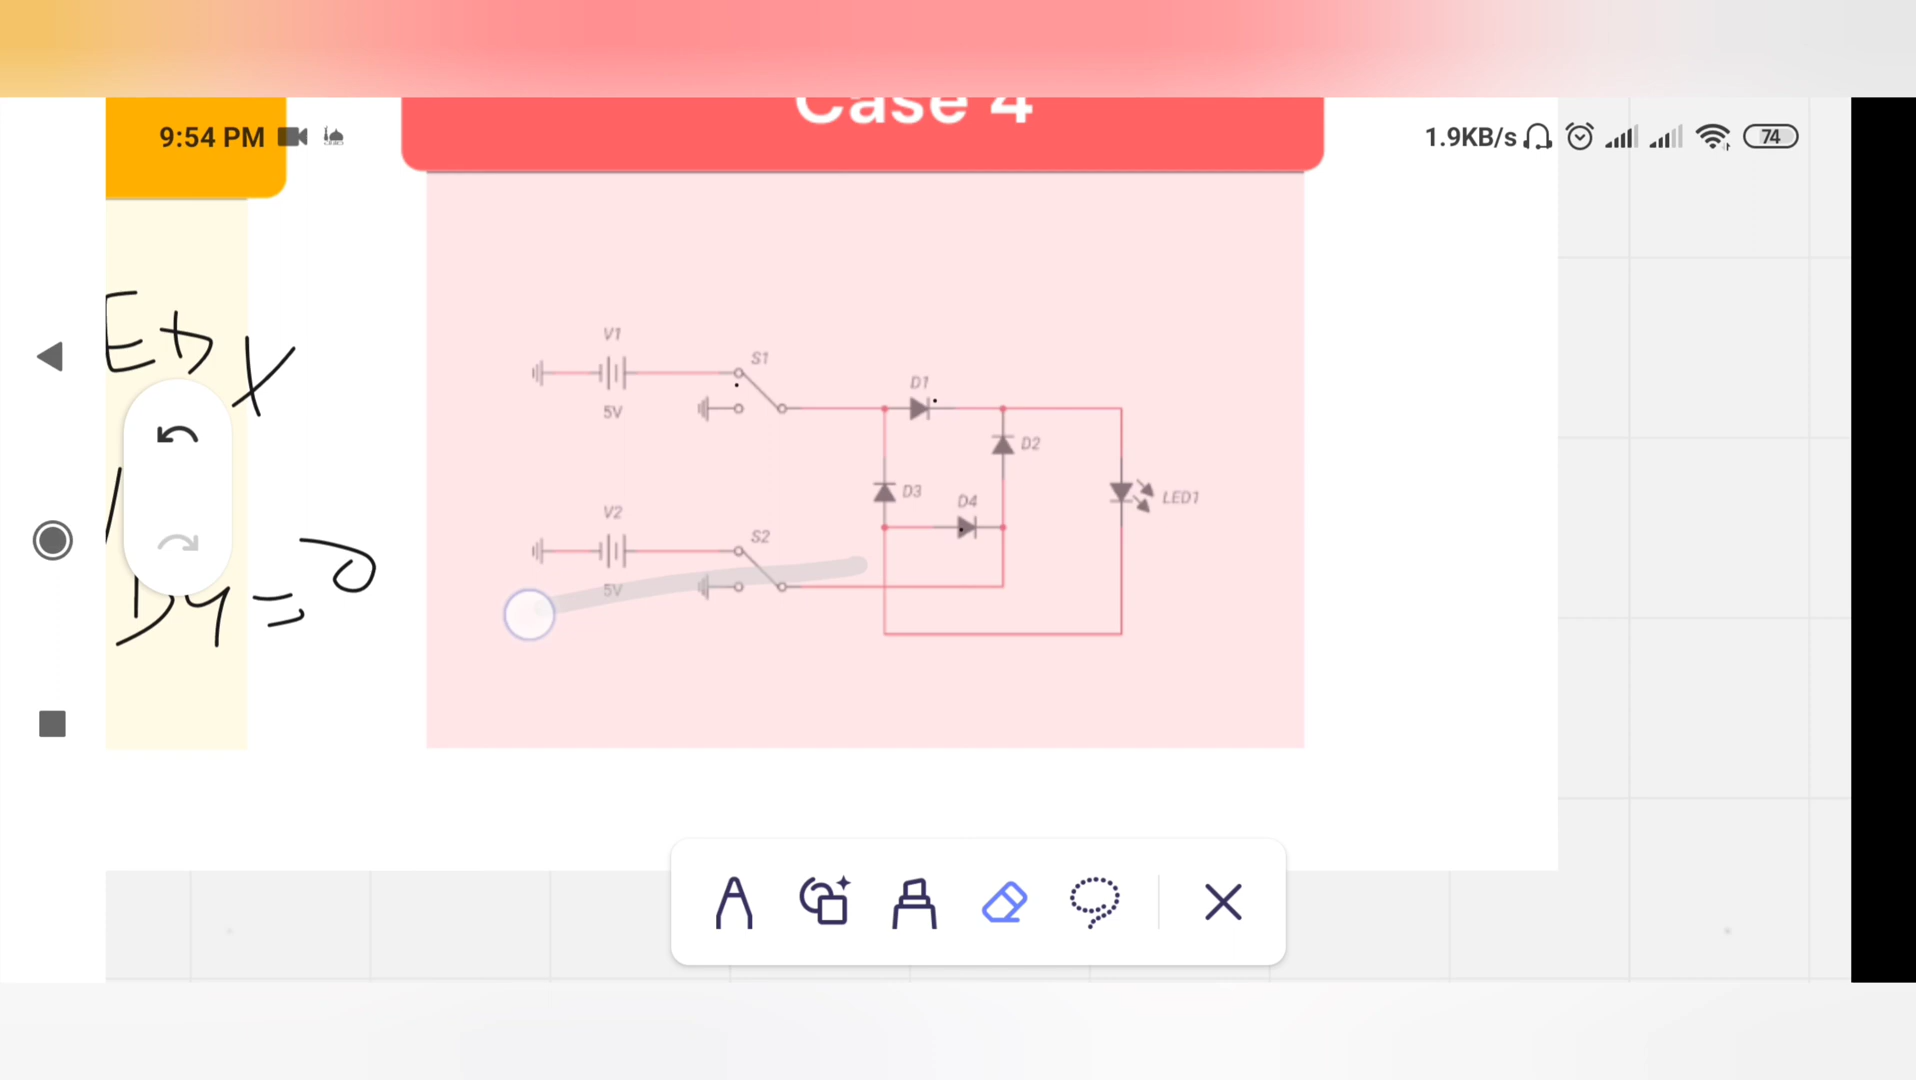 Case 4
9:54 PM
1.9KB/s
74
V1
S1
5V
D1
D2
D3
D4
LED1
V2
S2
5V
ED X
D4 = 0